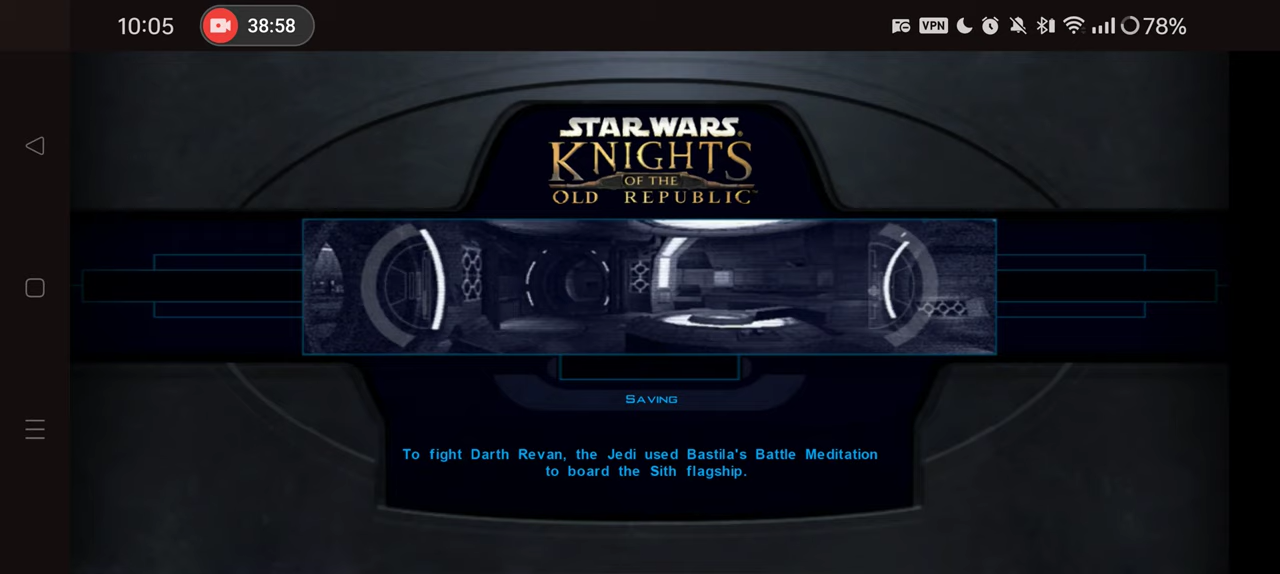 10:05
38:58
VPN
78%
STAR WARS
KNIGHTS
OF THE
OLD REPUBLIC™
SAVING
To fight Darth Revan, the Jedi used Bastila's Battle Meditation
to board the Sith flagship.